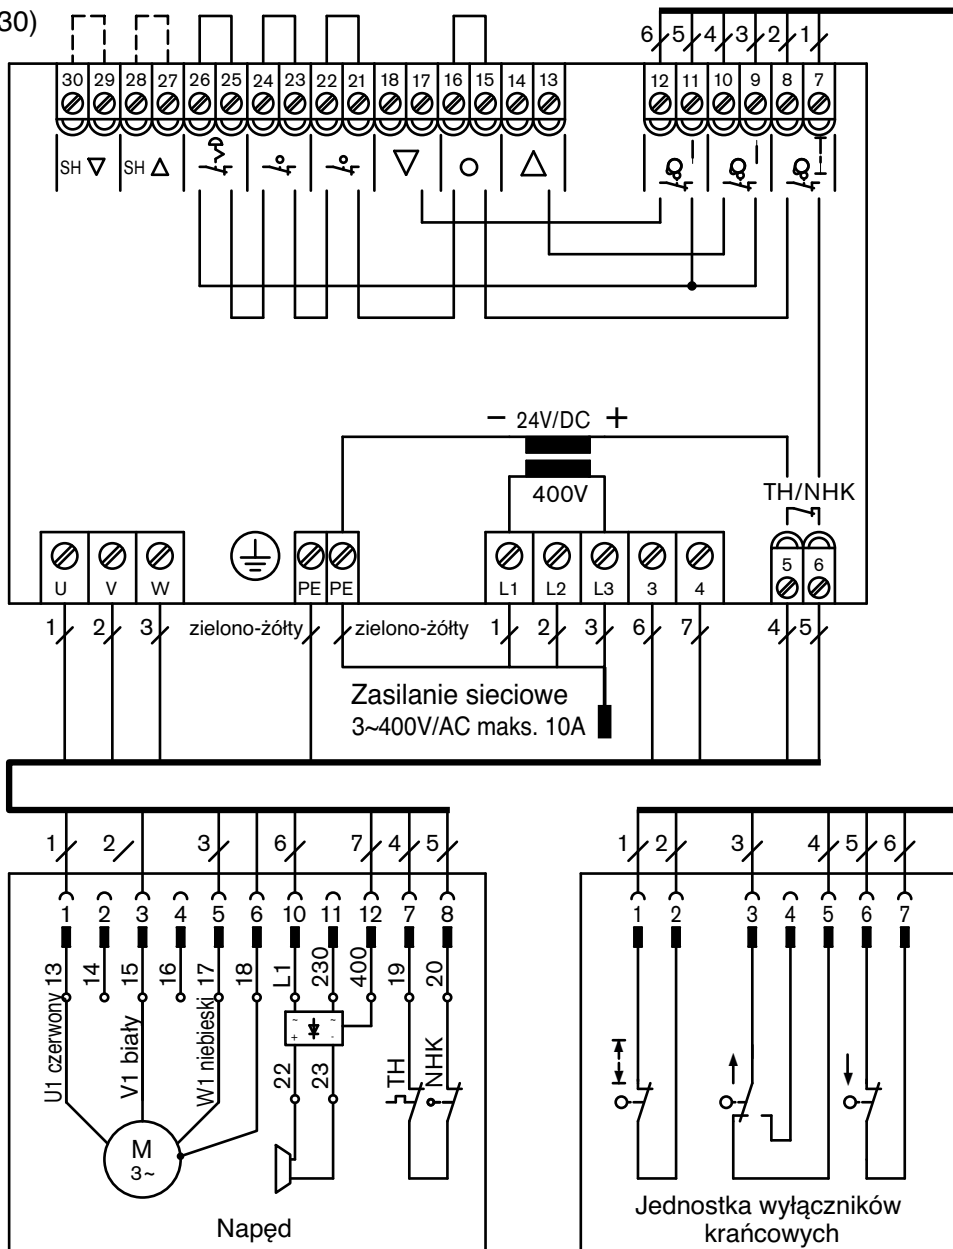 30)
6 5 4 3 2 1
30 29 28 27 26 25 24 23 22 21 18 17 16 15 14 13 12 11 10 9 8 7
SH SH
− 24V/DC +
400V
TH/NHK
U V W PE PE L1 L2 L3 3 4 5 6
1 2 3 zielono-żółty zielono-żółty 1 2 3 6 7 4 5
Zasilanie sieciowe
3~400V/AC maks. 10A
1 2 3 6 7 4 5 1 2 3 4 5 6
1 2 3 4 5 6 10 11 12 7 8 1 2 3 4 5 6 7
13 14 15 16 17 18 L1 230 400 19 20
U1 czerwony V1 biały W1 niebieski
~ ~
+ -
22 23 TH NHK
M
3~
Napęd
Jednostka wyłączników
krańcowych